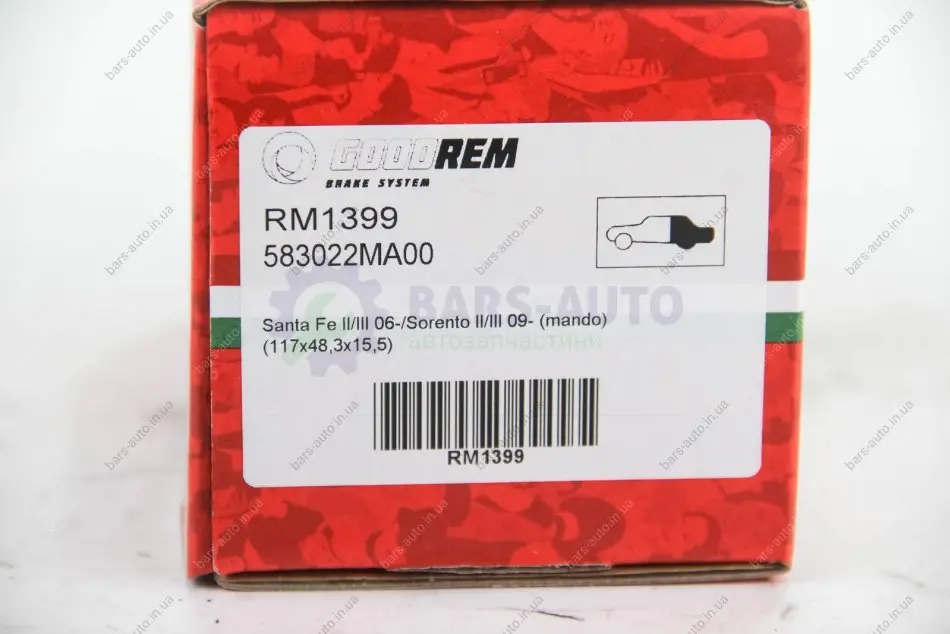 GOODREM
BRAKE SYSTEM
RM1399
583022MA00
BARS-AUTO
Santa Fe II/III 06-/Sorento II/III 09- (mando)
автозапчастини
(117x48,3x15,5)
RM1399
bars-auto.in.ua